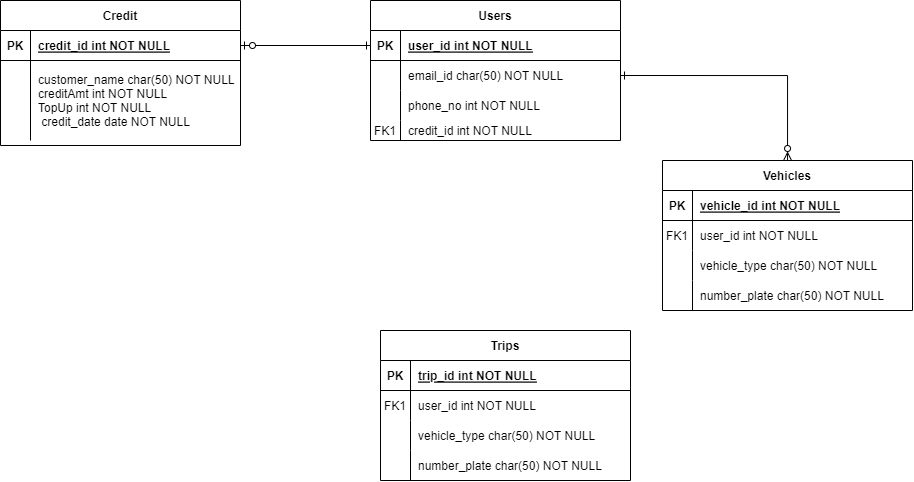 Credit
PK credit_id int NOT NULL
customer_name char(50) NOT NULL
creditAmt int NOT NULL
TopUp int NOT NULL
credit_date date NOT NULL
Users
PK user_id int NOT NULL
email_id char(50) NOT NULL
phone_no int NOT NULL
FK1 credit_id int NOT NULL
Vehicles
PK vehicle_id int NOT NULL
FK1 user_id int NOT NULL
vehicle_type char(50) NOT NULL
number_plate char(50) NOT NULL
Trips
PK trip_id int NOT NULL
FK1 user_id int NOT NULL
vehicle_type char(50) NOT NULL
number_plate char(50) NOT NULL